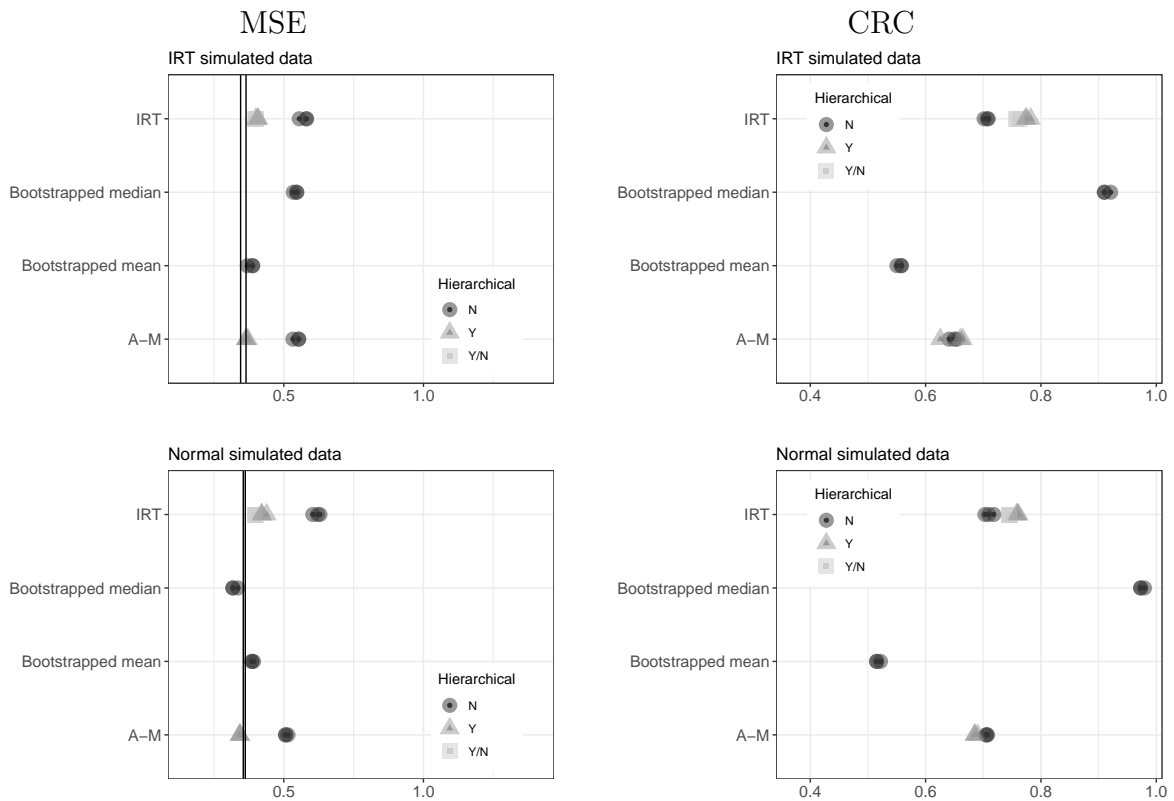 MSE
IRT simulated data
IRT
Bootstrapped median
Bootstrapped mean
A−M
Hierarchical
N
Y
Y/N
0.5
1.0
CRC
IRT simulated data
IRT
Bootstrapped median
Bootstrapped mean
A−M
Hierarchical
N
Y
Y/N
0.4
0.6
0.8
1.0
Normal simulated data
IRT
Bootstrapped median
Bootstrapped mean
A−M
Hierarchical
N
Y
Y/N
0.5
1.0
Normal simulated data
IRT
Bootstrapped median
Bootstrapped mean
A−M
Hierarchical
N
Y
Y/N
0.4
0.6
0.8
1.0